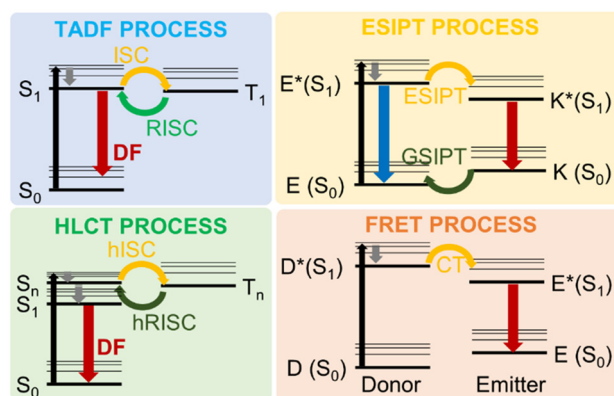 TADF PROCESS
ISC
S1
T1
RISC
DF
S0
ESIPT PROCESS
E*(S1)
ESIPT
K*(S1)
GSIPT
E (S0)
K (S0)
HLCT PROCESS
hISC
Sn
Tn
S1
hRISC
DF
S0
FRET PROCESS
D*(S1)
CT
E*(S1)
D (S0)
E (S0)
Donor
Emitter